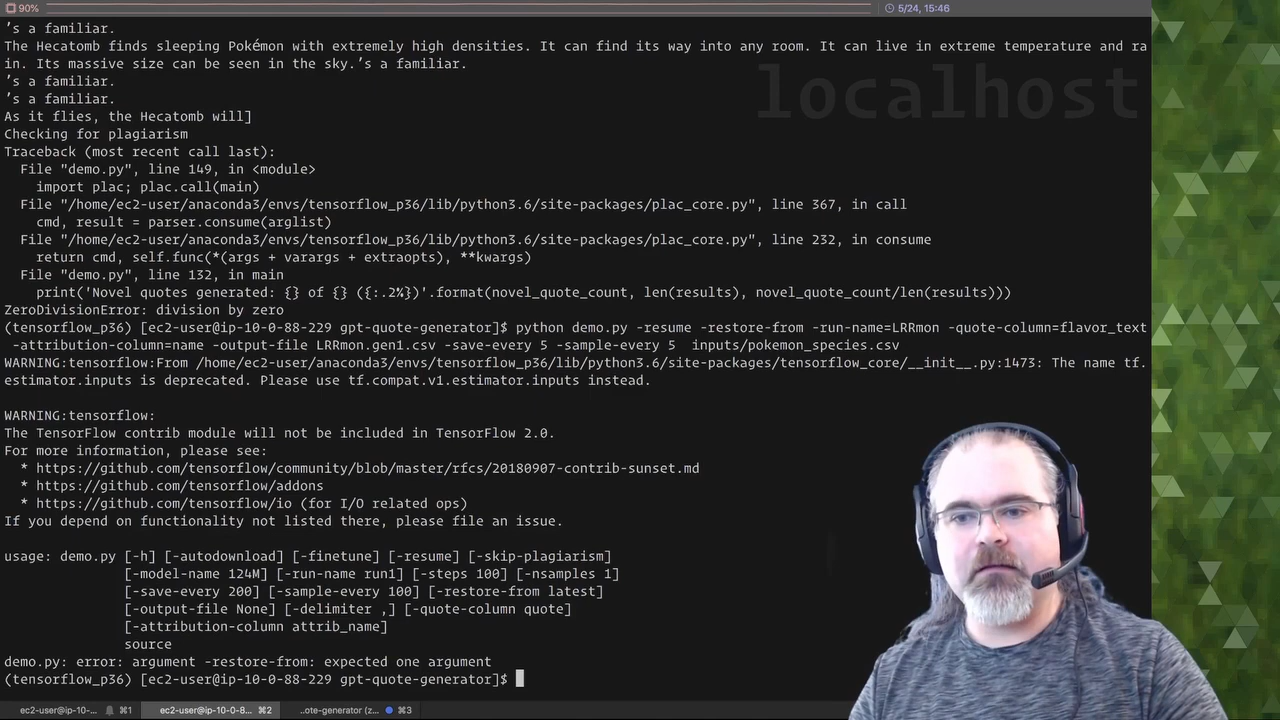 90%
5/24, 15:46
's a familiar.
The Hecatomb finds sleeping Pokémon with extremely high densities. It can find its way into any room. It can live in extreme temperature and ra
in. Its massive size can be seen in the sky.'s a familiar.
's a familiar.
's a familiar.
localhost
As it flies, the Hecatomb will]
Checking for plagiarism
Traceback (most recent call last):
  File "demo.py", line 149, in <module>
    import plac; plac.call(main)
  File "/home/ec2-user/anaconda3/envs/tensorflow_p36/lib/python3.6/site-packages/plac_core.py", line 367, in call
    cmd, result = parser.consume(arglist)
  File "/home/ec2-user/anaconda3/envs/tensorflow_p36/lib/python3.6/site-packages/plac_core.py", line 232, in consume
    return cmd, self.func(*(args + varargs + extraopts), **kwargs)
  File "demo.py", line 132, in main
    print('Novel quotes generated: {} of {} ({:.2%})'.format(novel_quote_count, len(results), novel_quote_count/len(results)))
ZeroDivisionError: division by zero
(tensorflow_p36) [ec2-user@ip-10-0-88-229 gpt-quote-generator]$ python demo.py -resume -restore-from -run-name=LRRmon -quote-column=flavor_text
 -attribution-column=name -output-file LRRmon.gen1.csv -save-every 5 -sample-every 5  inputs/pokemon_species.csv
WARNING:tensorflow:From /home/ec2-user/anaconda3/envs/tensorflow_p36/lib/python3.6/site-packages/tensorflow_core/__init__.py:1473: The name tf.
estimator.inputs is deprecated. Please use tf.compat.v1.estimator.inputs instead.
WARNING:tensorflow:
The TensorFlow contrib module will not be included in TensorFlow 2.0.
For more information, please see:
  * https://github.com/tensorflow/community/blob/master/rfcs/20180907-contrib-sunset.md
  * https://github.com/tensorflow/addons
  * https://github.com/tensorflow/io (for I/O related ops)
If you depend on functionality not listed there, please file an issue.
usage: demo.py [-h] [-autodownload] [-finetune] [-resume] [-skip-plagiarism]
               [-model-name 124M] [-run-name run1] [-steps 100] [-nsamples 1]
               [-save-every 200] [-sample-every 100] [-restore-from latest]
               [-output-file None] [-delimiter ,] [-quote-column quote]
               [-attribution-column attrib_name]
               source
demo.py: error: argument -restore-from: expected one argument
(tensorflow_p36) [ec2-user@ip-10-0-88-229 gpt-quote-generator]$
ec2-user@ip-10-... ⌘1
ec2-user@ip-10-0-8... ⌘2
..ote-generator (z... ⌘3